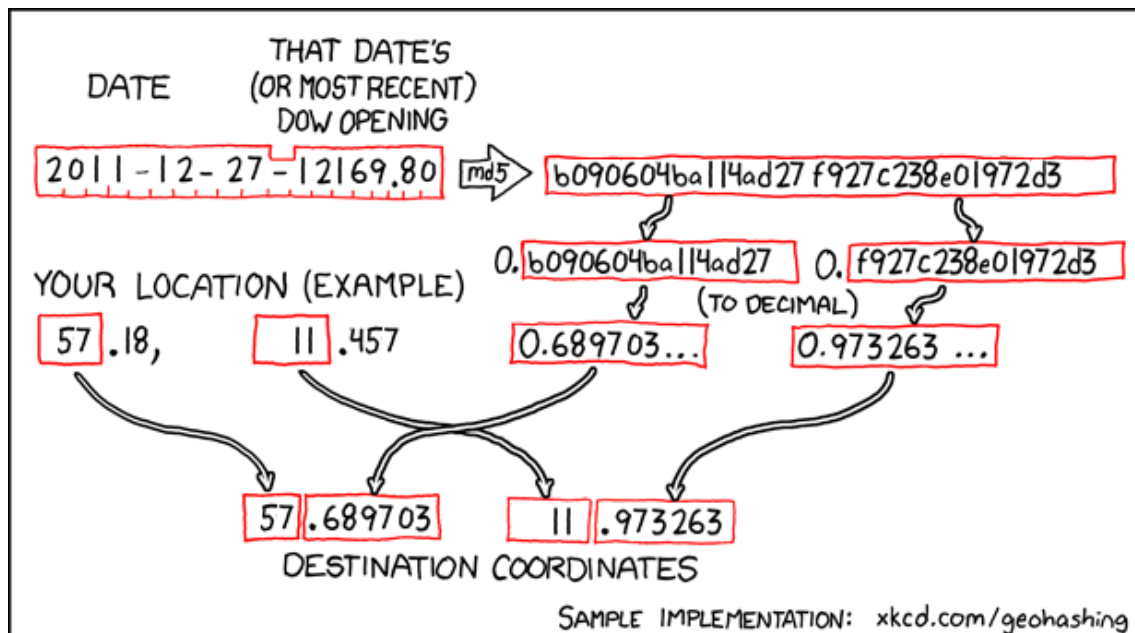 DATE
THAT DATE'S
(OR MOST RECENT)
DOW OPENING
2011-12-27-12169.80
md5
b090604ba114ad27f927c238e01972d3
0.b090604ba114ad27
0.f927c238e01972d3
YOUR LOCATION (EXAMPLE)
(TO DECIMAL)
57.18, 11.457
0.689703...
0.973263 ...
57.689703
11.973263
DESTINATION COORDINATES
SAMPLE IMPLEMENTATION: xkcd.com/geohashing